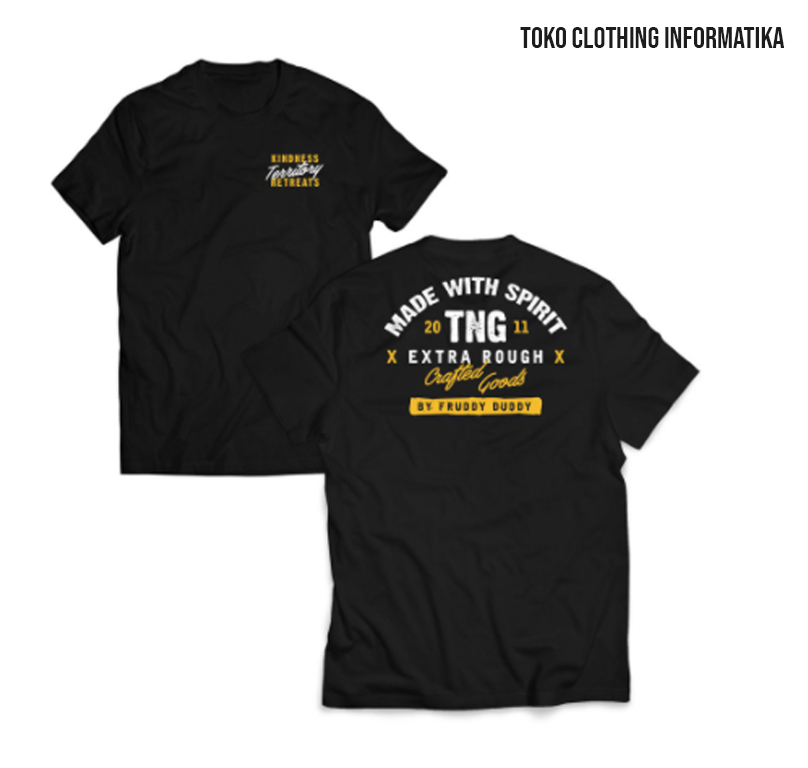 TOKO CLOTHING INFORMATIKA
KINDNESS
Territory
RETREATS
MADE WITH SPIRIT
20 TNG 11
X EXTRA ROUGH X
Crafted
Goods
BY FRUDDY DUDDY